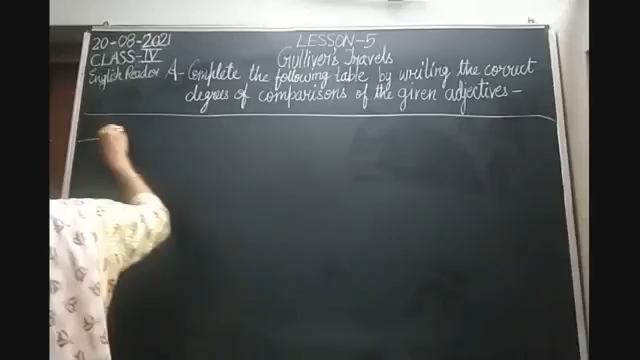 20-08-2021
CLASS-IV
English Reader
LESSON-5
Gulliver's Travels
A- Complete the following table by writing the correct
degrees of comparisons of the given adjectives-